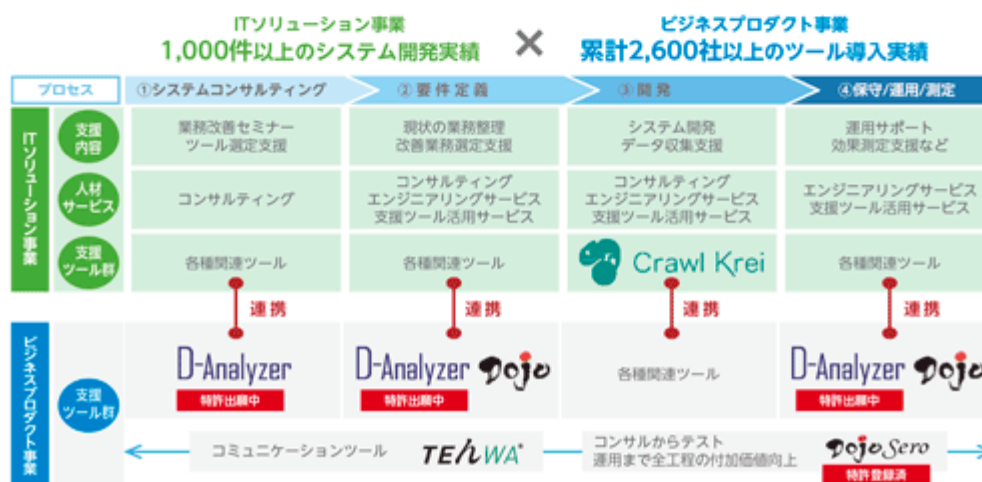 ITソリューション事業
1,000件以上のシステム開発実績
×
ビジネスプロダクト事業
累計2,600社以上のツール導入実績
プロセス
①システムコンサルティング
②要件定義
③開発
④保守/運用/測定
ITソリューション事業
支援
内容
業務改善セミナー
ツール選定支援
現状の業務整理
改善業務選定支援
システム開発
データ収集支援
運用サポート
効果測定支援など
人材
サービス
コンサルティング
コンサルティング
エンジニアリングサービス
支援ツール活用サービス
コンサルティング
エンジニアリングサービス
支援ツール活用サービス
エンジニアリングサービス
支援ツール活用サービス
支援
ツール群
各種関連ツール
各種関連ツール
Crawl Krei
各種関連ツール
連携
連携
連携
連携
ビジネスプロダクト事業
支援
ツール群
D-Analyzer
特許出願中
D-Analyzer
特許出願中
Dojo
各種関連ツール
D-Analyzer
特許出願中
Dojo
コミュニケーションツール
TEhWA
コンサルからテスト
運用まで全工程の付加価値向上
Dojo Sero
特許登録済